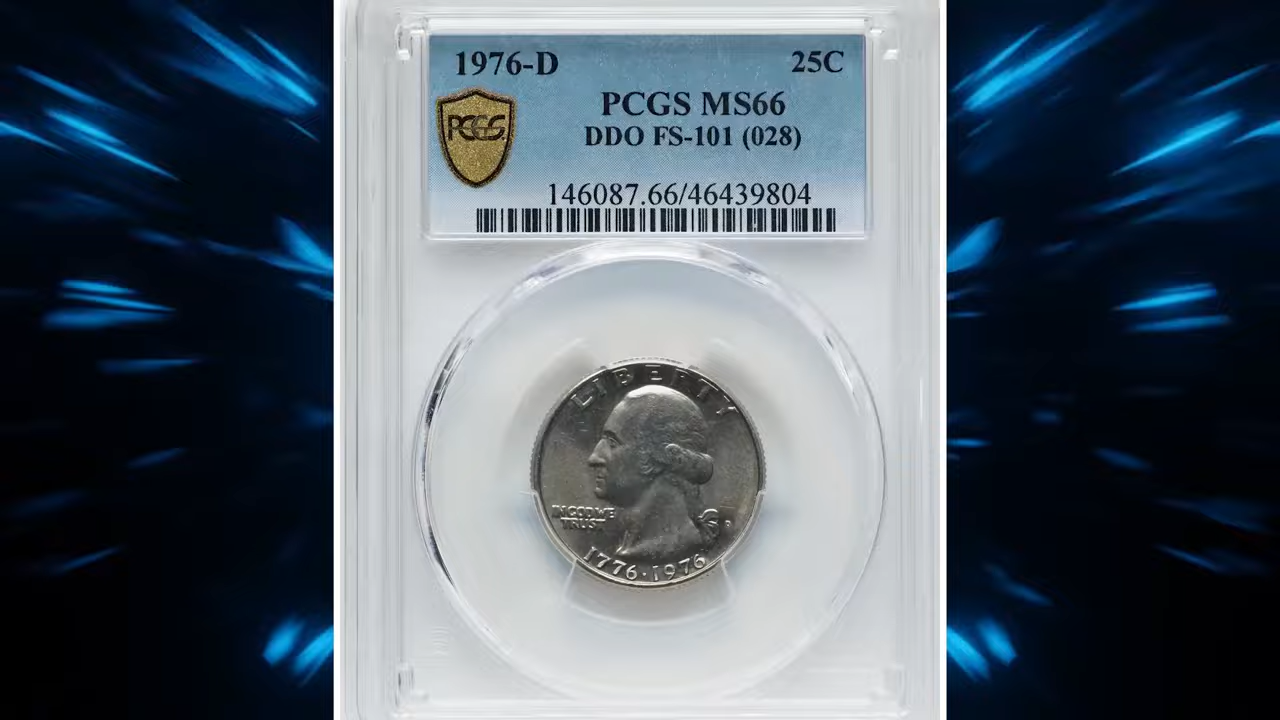 1976-D 25C
PCGS
PCGS MS66
DDO FS-101 (028)
146087.66/46439804
LIBERTY
IN GOD WE
TRUST
D
1776·1976